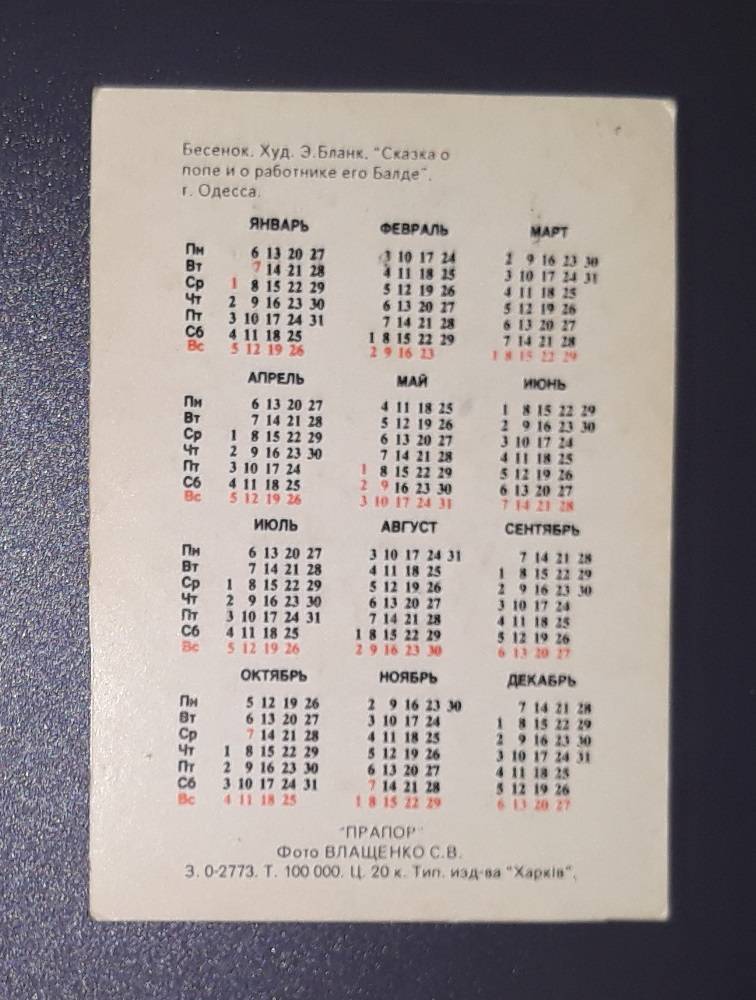 Бесенок. Худ. Э.Бланк. "Сказка о
попе и о работнике его Балде".
г. Одесса.
ЯНВАРЬ ФЕВРАЛЬ МАРТ
Пн 6 13 20 27 3 10 17 24 2 9 16 23 30
Вт 7 14 21 28 4 11 18 25 3 10 17 24 31
Ср 1 8 15 22 29 5 12 19 26 4 11 18 25
Чт 2 9 16 23 30 6 13 20 27 5 12 19 26
Пт 3 10 17 24 31 7 14 21 28 6 13 20 27
Сб 4 11 18 25 1 8 15 22 29 7 14 21 28
Вс 5 12 19 26 2 9 16 23 1 8 15 22 29
АПРЕЛЬ МАЙ ИЮНЬ
Пн 6 13 20 27 4 11 18 25 1 8 15 22 29
Вт 7 14 21 28 5 12 19 26 2 9 16 23 30
Ср 1 8 15 22 29 6 13 20 27 3 10 17 24
Чт 2 9 16 23 30 7 14 21 28 4 11 18 25
Пт 3 10 17 24 1 8 15 22 29 5 12 19 26
Сб 4 11 18 25 2 9 16 23 30 6 13 20 27
Вс 5 12 19 26 3 10 17 24 31 7 14 21 28
ИЮЛЬ АВГУСТ СЕНТЯБРЬ
Пн 6 13 20 27 3 10 17 24 31 7 14 21 28
Вт 7 14 21 28 4 11 18 25 1 8 15 22 29
Ср 1 8 15 22 29 5 12 19 26 2 9 16 23 30
Чт 2 9 16 23 30 6 13 20 27 3 10 17 24
Пт 3 10 17 24 31 7 14 21 28 4 11 18 25
Сб 4 11 18 25 1 8 15 22 29 5 12 19 26
Вс 5 12 19 26 2 9 16 23 30 6 13 20 27
ОКТЯБРЬ НОЯБРЬ ДЕКАБРЬ
Пн 5 12 19 26 2 9 16 23 30 7 14 21 28
Вт 6 13 20 27 3 10 17 24 1 8 15 22 29
Ср 7 14 21 28 4 11 18 25 2 9 16 23 30
Чт 1 8 15 22 29 5 12 19 26 3 10 17 24 31
Пт 2 9 16 23 30 6 13 20 27 4 11 18 25
Сб 3 10 17 24 31 7 14 21 28 5 12 19 26
Вс 4 11 18 25 1 8 15 22 29 6 13 20 27
"ПРАПОР"
Фото ВЛАЩЕНКО С.В.
З. 0-2773. Т. 100 000. Ц. 20 к. Тип. изд-ва "Харків".